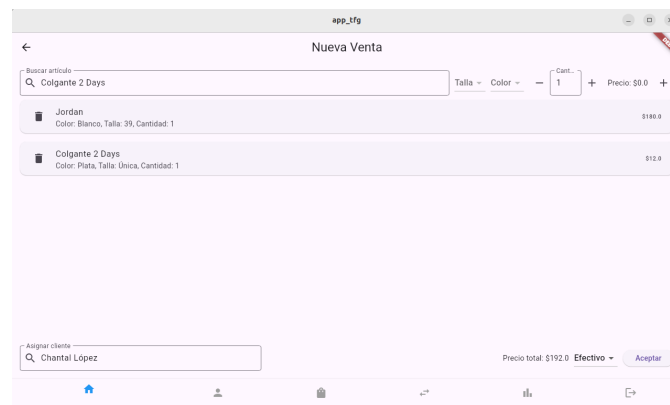 app_tfg
Nueva Venta
Buscar artículo
Colgante 2 Days
Talla
Color
Cant...
1
Precio: $0.0
Jordan
Color: Blanco, Talla: 39, Cantidad: 1
$180.0
Colgante 2 Days
Color: Plata, Talla: Única, Cantidad: 1
$12.0
Asignar cliente
Chantal López
Precio total: $192.0
Efectivo
Aceptar